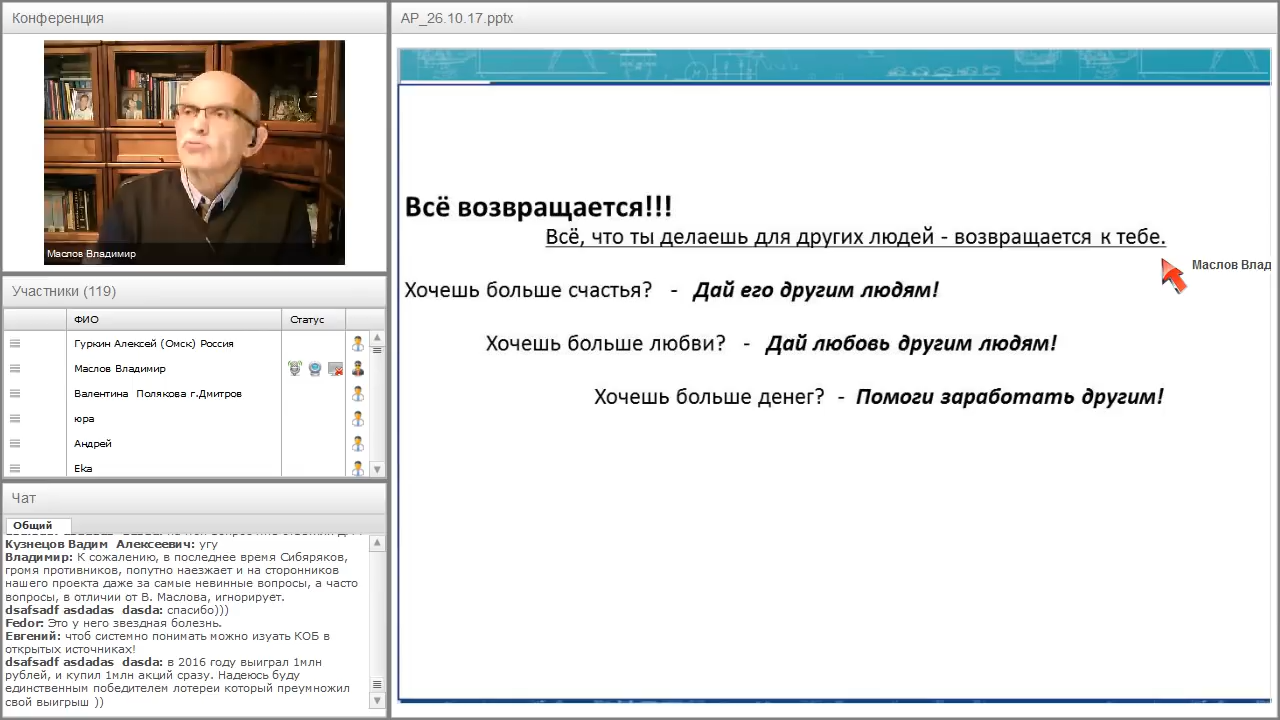 Конференция
Маслов Владимир
Участники (119)
ФИО
Статус
Гуркин Алексей (Омск) Россия
Маслов Владимир
Валентина Полякова г.Дмитров
юра
Андрей
Eka
Чат
Общий
Кузнецов Вадим Алексеевич: угу
Владимир: К сожалению, в последнее время Сибяряков,
громя противников, попутно наезжает и на сторонников
нашего проекта даже за самые невинные вопросы, а часто
вопросы, в отличии от В. Маслова, игнорирует.
dsafsadf asdadas dasda: спасибо)))
Fedor: Это у него звездная болезнь.
Евгений: чтоб системно понимать можно изуать КОБ в
открытых источниках!
dsafsadf asdadas dasda: в 2016 году выиграл 1млн
рублей, и купил 1млн акций сразу. Надеюсь буду
единственным победителем лотереи который преумножил
свой выигрыш ))
AP_26.10.17.pptx
Всё возвращается!!!
Всё, что ты делаешь для других людей - возвращается к тебе.
Маслов Влад
Хочешь больше счастья? - Дай его другим людям!
Хочешь больше любви? - Дай любовь другим людям!
Хочешь больше денег? - Помоги заработать другим!